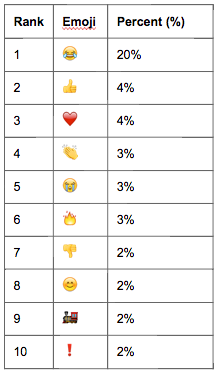 Rank Emoji Percent (%)
1 😂 20%
2 👍 4%
3 ❤️ 4%
4 👏 3%
5 😭 3%
6 🔥 3%
7 👎 2%
8 😊 2%
9 🚂 2%
10 ❗ 2%